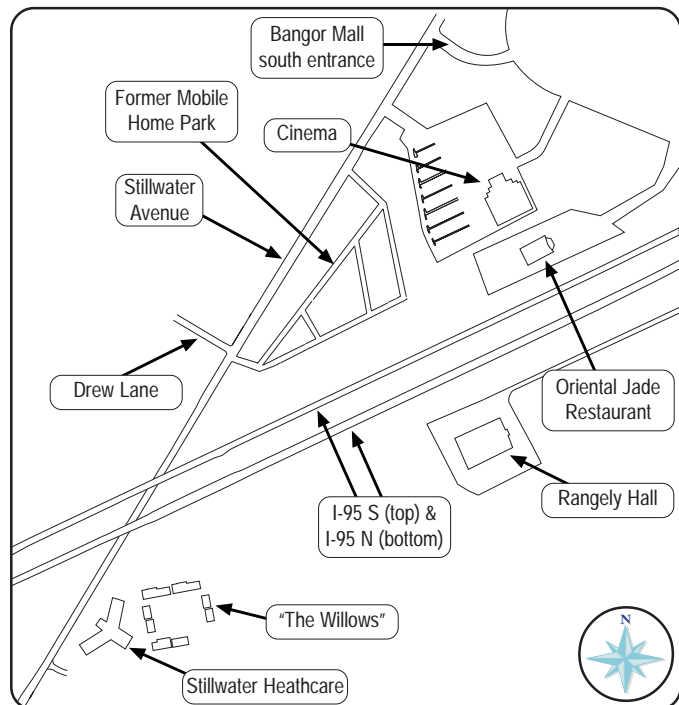 Bangor Mall
south entrance
Former Mobile
Home Park
Cinema
Stillwater
Avenue
Drew Lane
Oriental Jade
Restaurant
Rangely Hall
I-95 S (top) &
I-95 N (bottom)
"The Willows"
Stillwater Heathcare
N